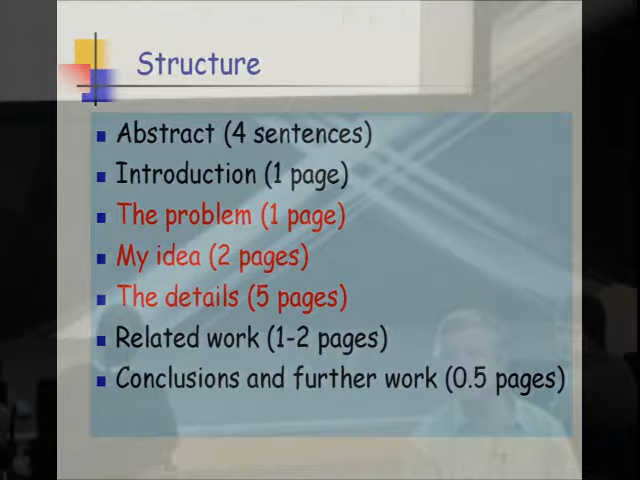 Structure
Abstract (4 sentences)
Introduction (1 page)
The problem (1 page)
My idea (2 pages)
The details (5 pages)
Related work (1-2 pages)
Conclusions and further work (0.5 pages)